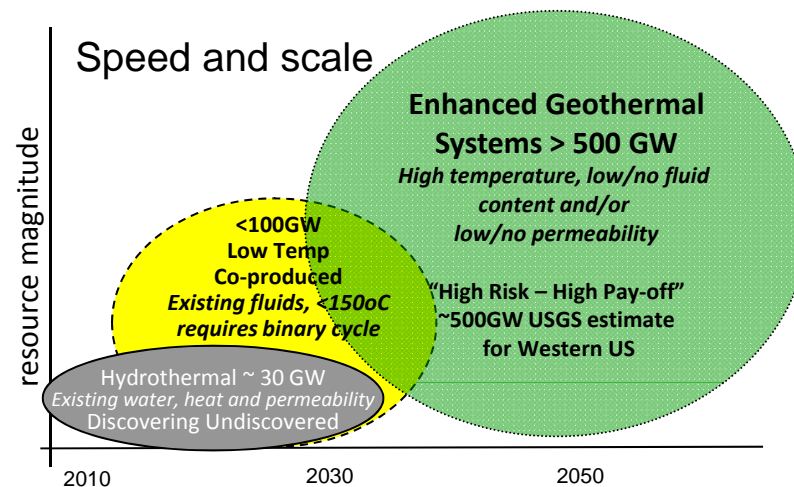 Speed and scale
resource magnitude
Enhanced Geothermal
Systems > 500 GW
High temperature, low/no fluid
content and/or
low/no permeability
"High Risk – High Pay-off"
~500GW USGS estimate
for Western US
<100GW
Low Temp
Co-produced
Existing fluids, <150oC
requires binary cycle
Hydrothermal ~ 30 GW
Existing water, heat and permeability
Discovering Undiscovered
2010
2030
2050